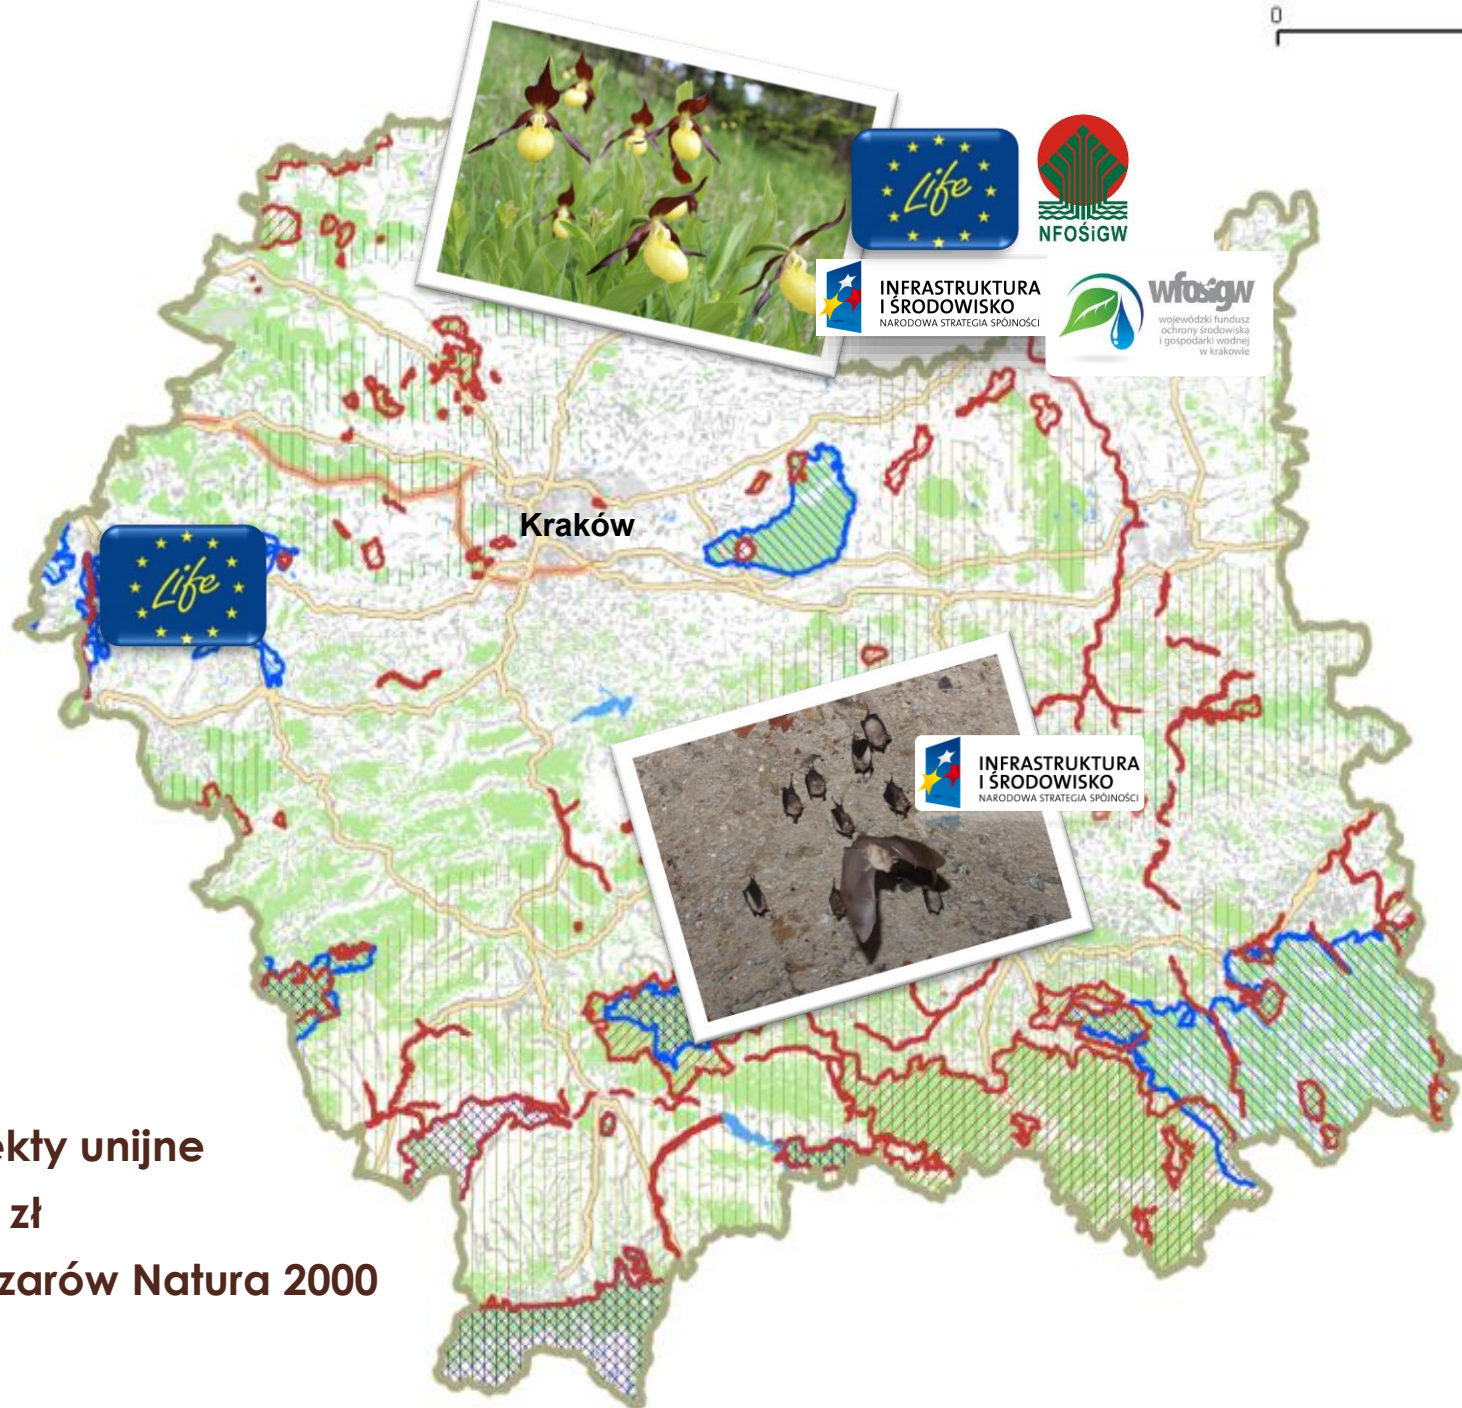 0
Life
NFOŚiGW
INFRASTRUKTURA
I ŚRODOWISKO
NARODOWA STRATEGIA SPÓJNOŚCI
wfosigw
wojewódzki fundusz
ochrony środowiska
i gospodarki wodnej
w krakowie
Kraków
Life
INFRASTRUKTURA
I ŚRODOWISKO
NARODOWA STRATEGIA SPÓJNOŚCI
ekty unijne
zł
zarów Natura 2000